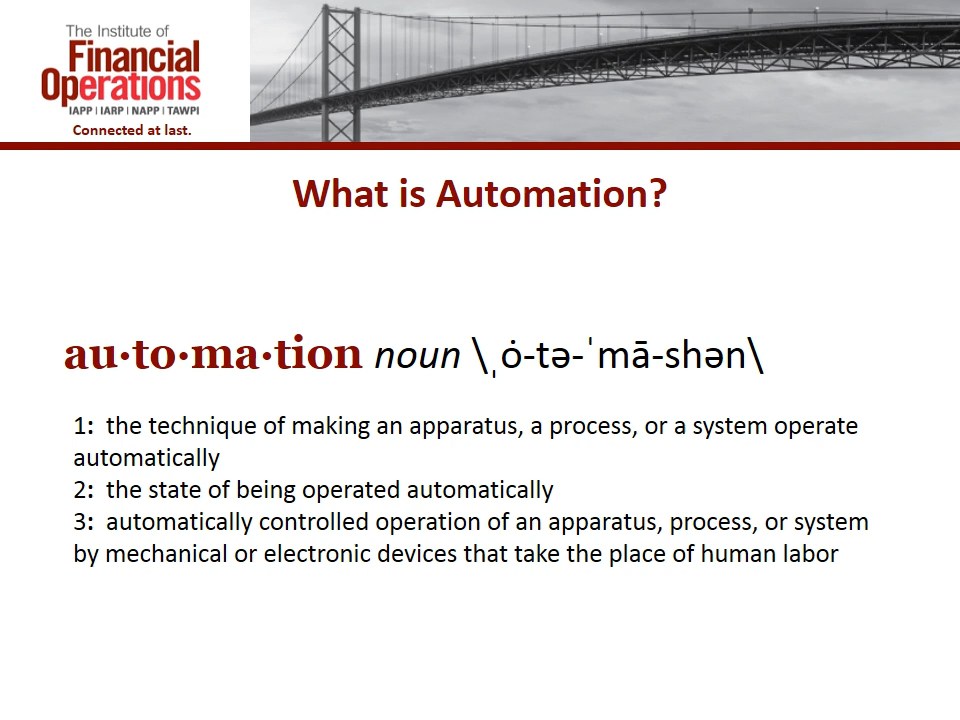 The Institute of
Financial
Operations
IAPP | IARP | NAPP | TAWPI
Connected at last.
What is Automation?
au·to·ma·tion noun \ˌȯ-tə-ˈmā-shən\
1:  the technique of making an apparatus, a process, or a system operate
automatically
2:  the state of being operated automatically
3:  automatically controlled operation of an apparatus, process, or system
by mechanical or electronic devices that take the place of human labor